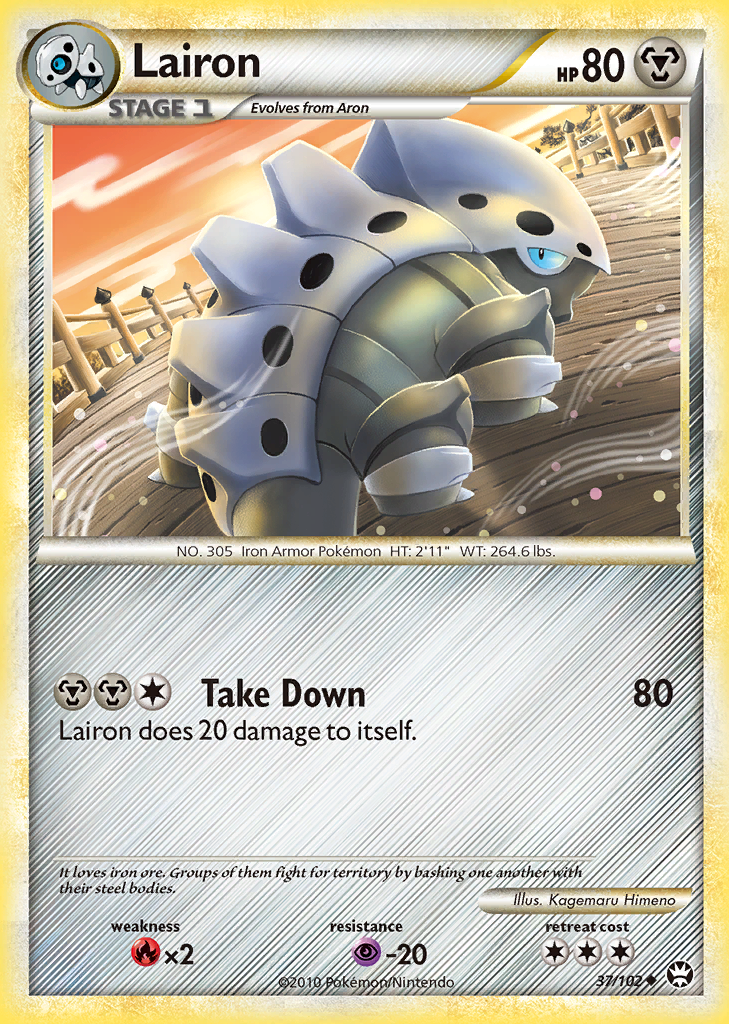 Lairon
HP 80
STAGE 1
Evolves from Aron
NO. 305 Iron Armor Pokémon HT: 2'11" WT: 264.6 lbs.
Take Down 80
Lairon does 20 damage to itself.
It loves iron ore. Groups of them fight for territory by bashing one another with
their steel bodies.
Illus. Kagemaru Himeno
weakness resistance retreat cost
×2 -20
©2010 Pokémon/Nintendo 37/102